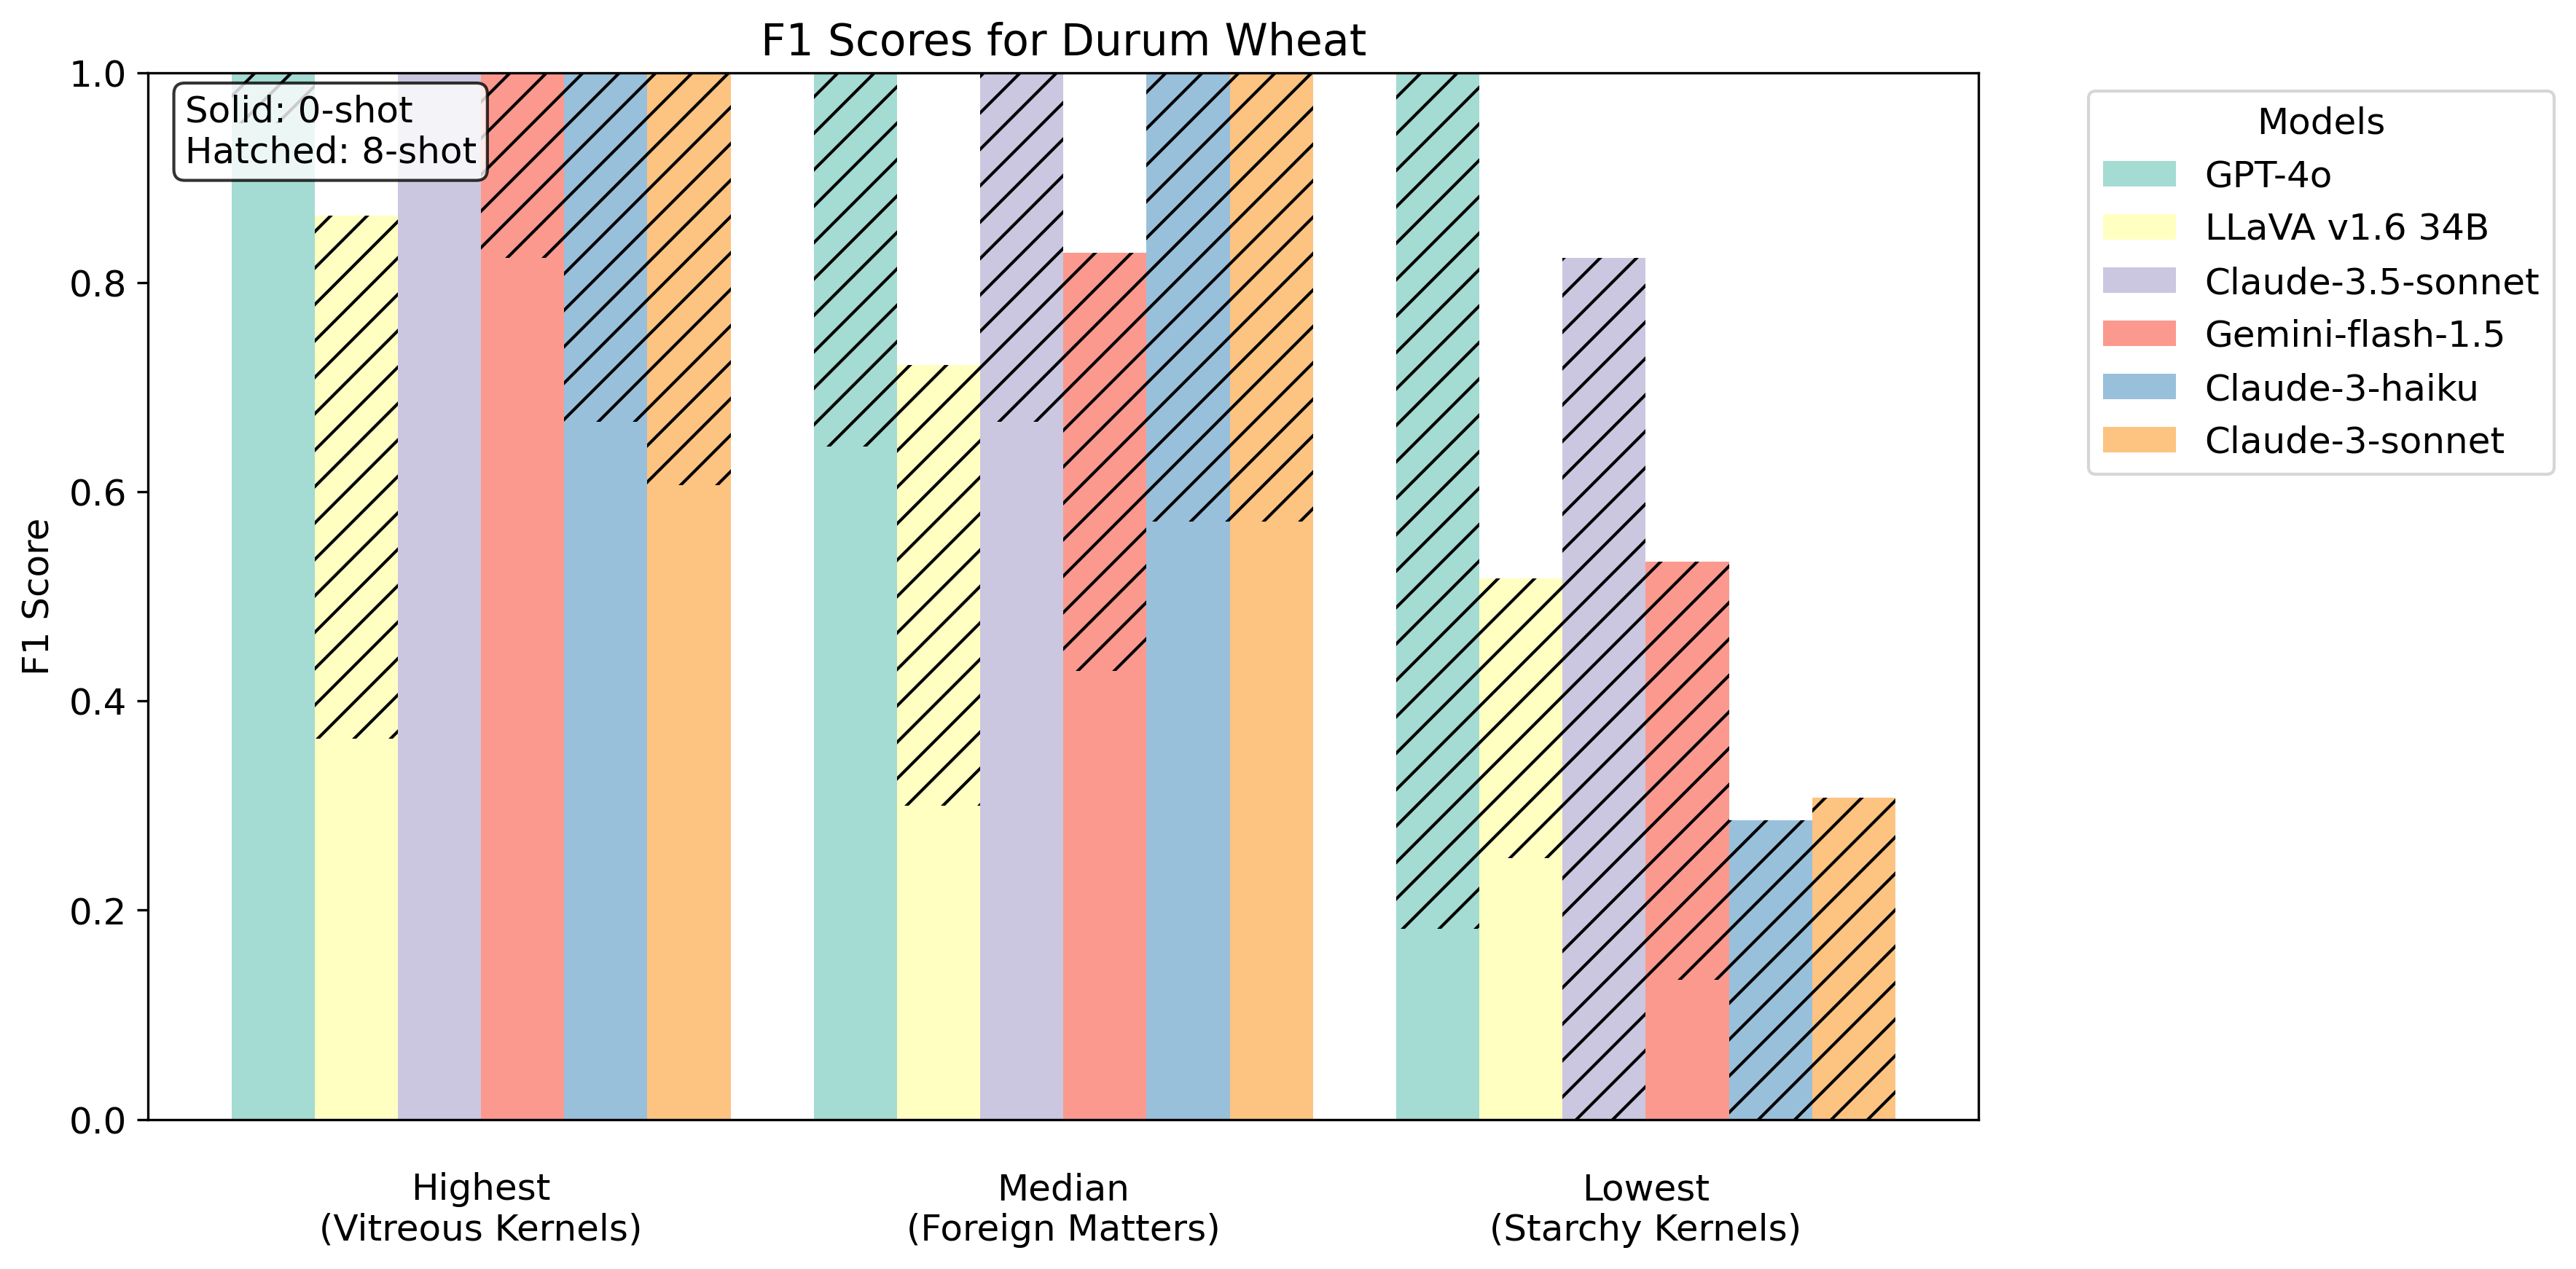 F1 Scores for Durum Wheat
Solid: 0-shot
Hatched: 8-shot
F1 Score
1.0
0.8
0.6
0.4
0.2
0.0
Highest
(Vitreous Kernels)
Median
(Foreign Matters)
Lowest
(Starchy Kernels)
Models
GPT-4o
LLaVA v1.6 34B
Claude-3.5-sonnet
Gemini-flash-1.5
Claude-3-haiku
Claude-3-sonnet